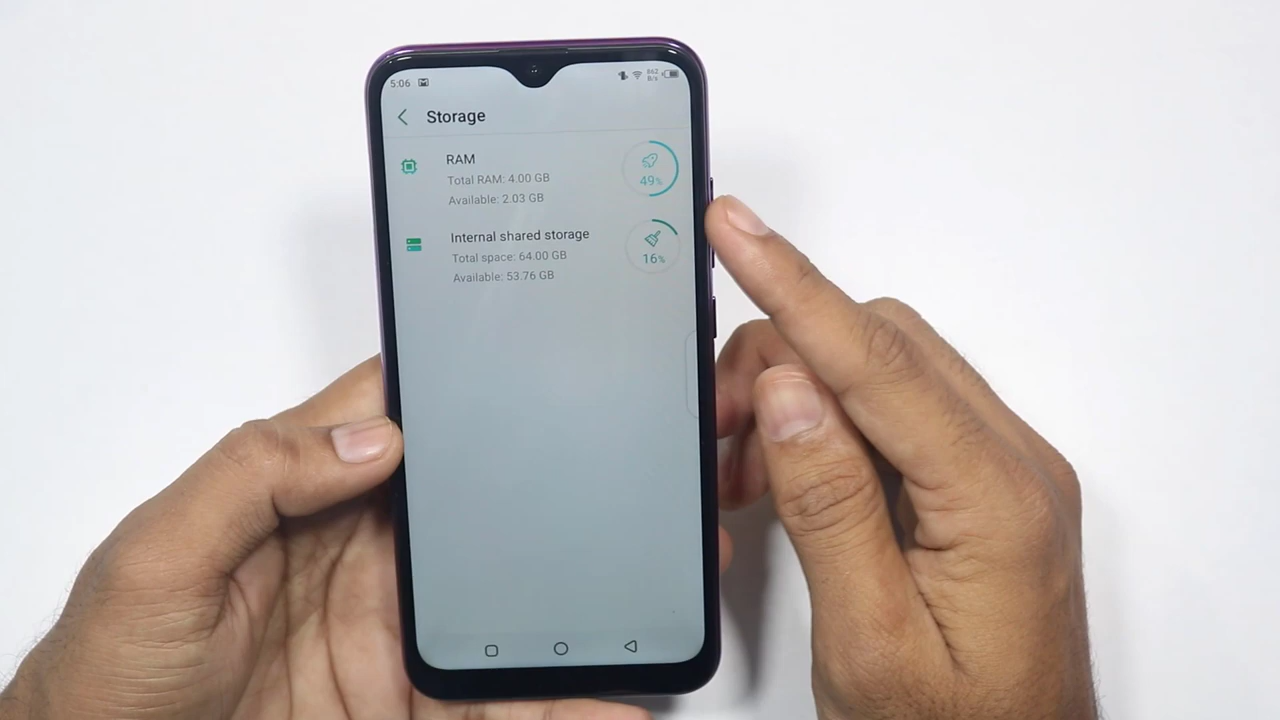 5:06
862
B/s
Storage
RAM
Total RAM: 4.00 GB
Available: 2.03 GB
49%
Internal shared storage
Total space: 64.00 GB
Available: 53.76 GB
16%